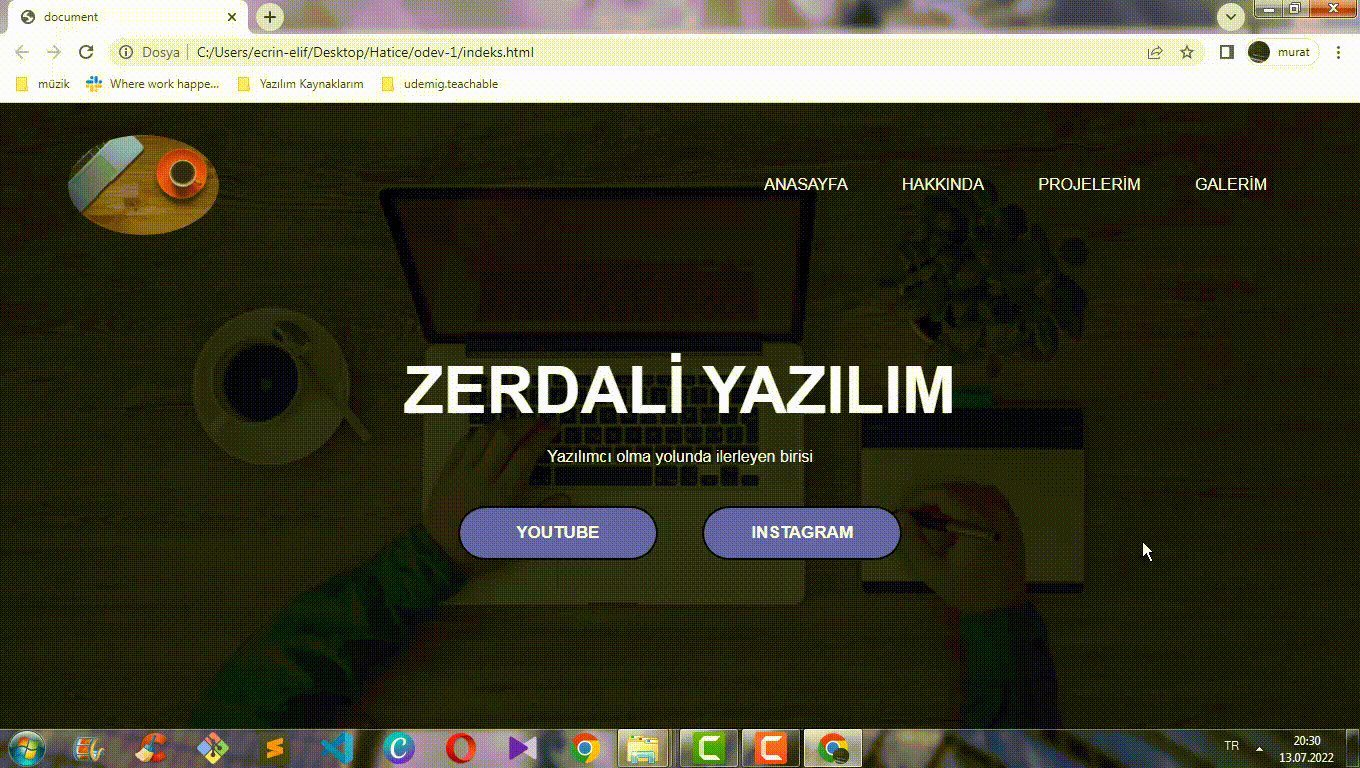 document
Dosya
C:/Users/ecrin-elif/Desktop/Hatice/odev-1/indeks.html
murat
müzik
Where work happe...
Yazılım Kaynaklarım
udemig.teachable
ANASAYFA
HAKKINDA
PROJELERİM
GALERİM
ZERDALİ YAZILIM
Yazılımcı olma yolunda ilerleyen birisi
YOUTUBE
INSTAGRAM
TR
20:30
13.07.2022